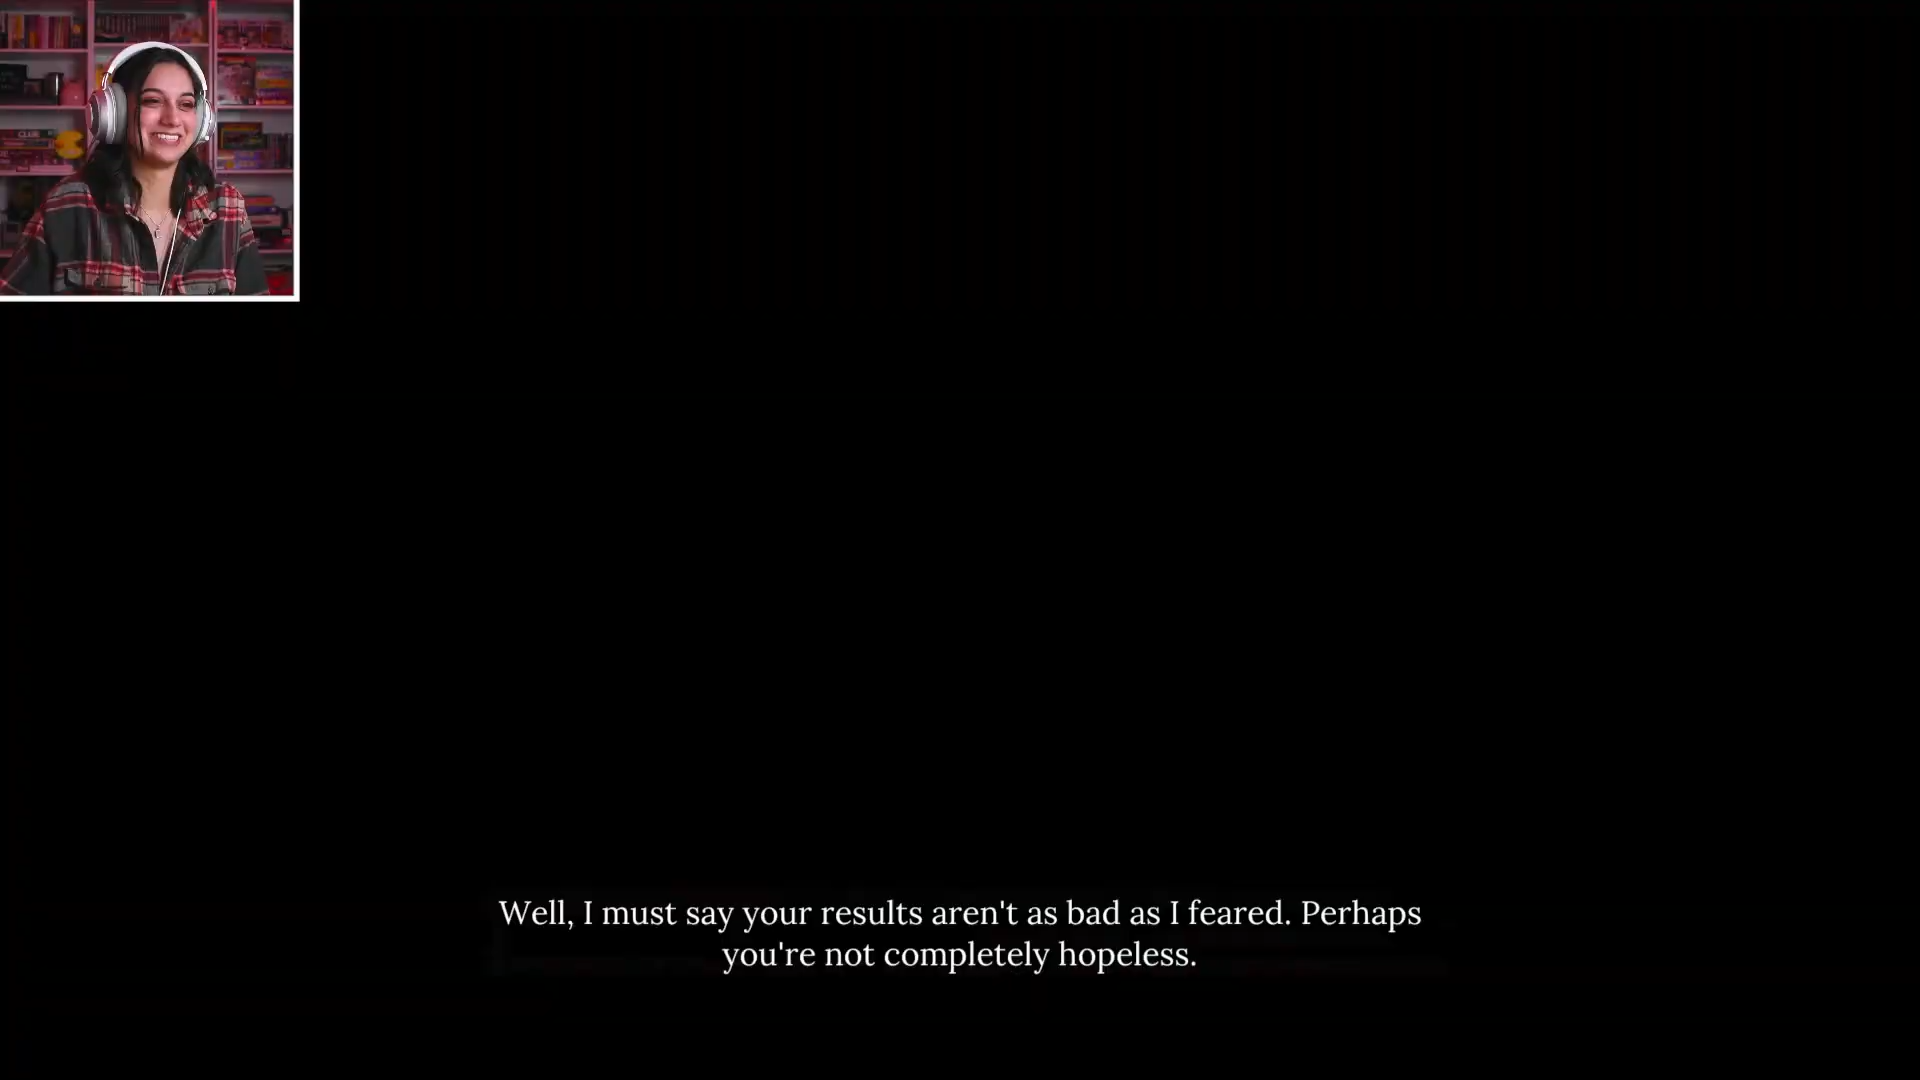 Well, I must say your results aren't as bad as I feared. Perhaps
you're not completely hopeless.